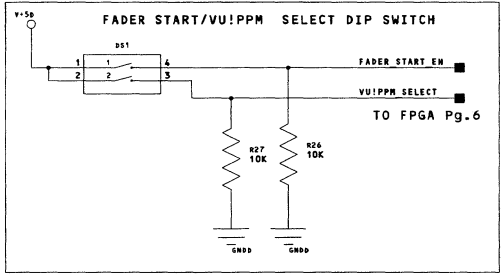 FADER START/VU!PPM SELECT DIP SWITCH
V+5D
DS1
1 1 4
2 2 3
FADER START EN
VU!PPM SELECT
TO FPGA Pg.6
R27
10K
R26
10K
GNDD
GNDD